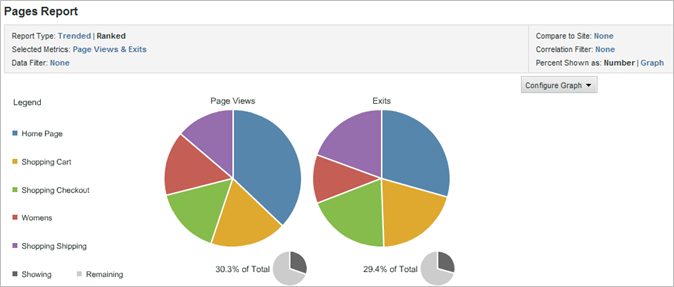 Pages Report
Report Type: Trended | Ranked
Selected Metrics: Page Views & Exits
Data Filter: None
Compare to Site: None
Correlation Filter: None
Percent Shown as: Number | Graph
Configure Graph
Legend
Page Views
Exits
Home Page
Shopping Cart
Shopping Checkout
Womens
Shopping Shipping
Showing
Remaining
30.3% of Total
29.4% of Total